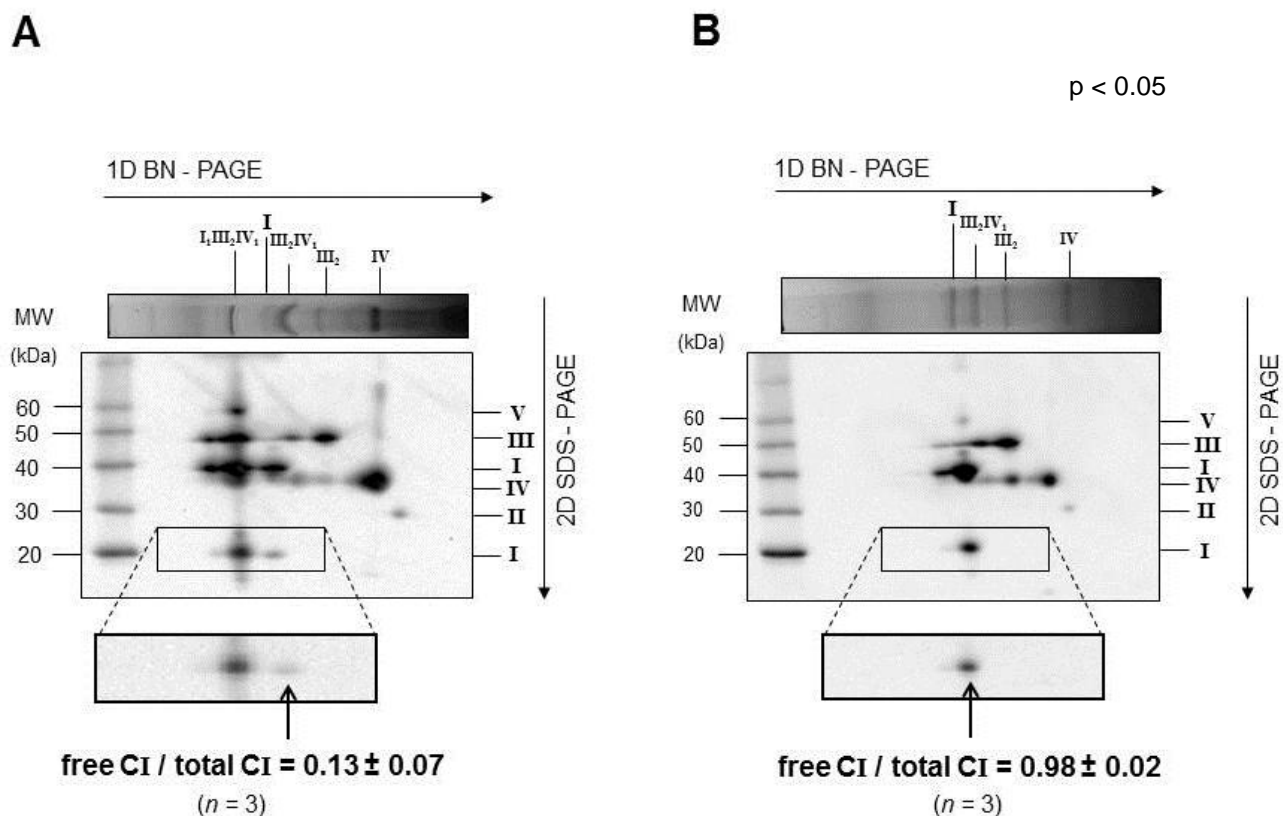 A
1D BN - PAGE
I₁III₂IV₁
I
III₂IV₁
III₂
IV
MW
(kDa)
60
50
40
30
20
V
III
I
IV
II
I
2D SDS - PAGE
free CI / total CI = 0.13 ± 0.07
(n = 3)
B
p < 0.05
1D BN - PAGE
I
III₂IV₁
III₂
IV
MW
(kDa)
60
50
40
30
20
V
III
I
IV
II
I
2D SDS - PAGE
free CI / total CI = 0.98 ± 0.02
(n = 3)